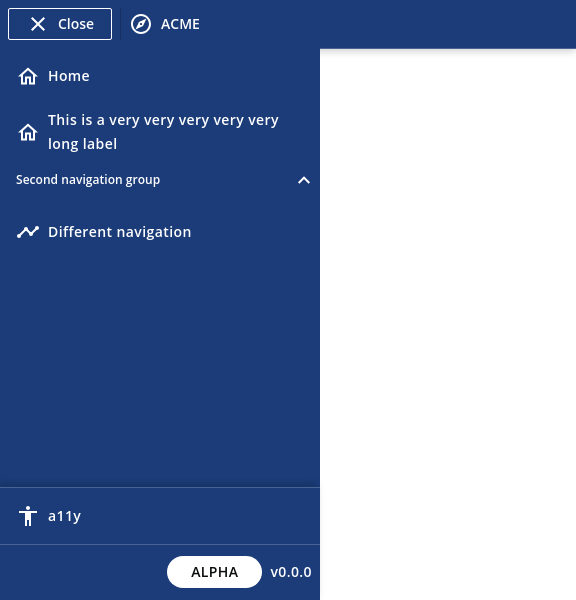 Close
ACME
Home
This is a very very very very very
long label
Second navigation group
Different navigation
a11y
ALPHA
v0.0.0